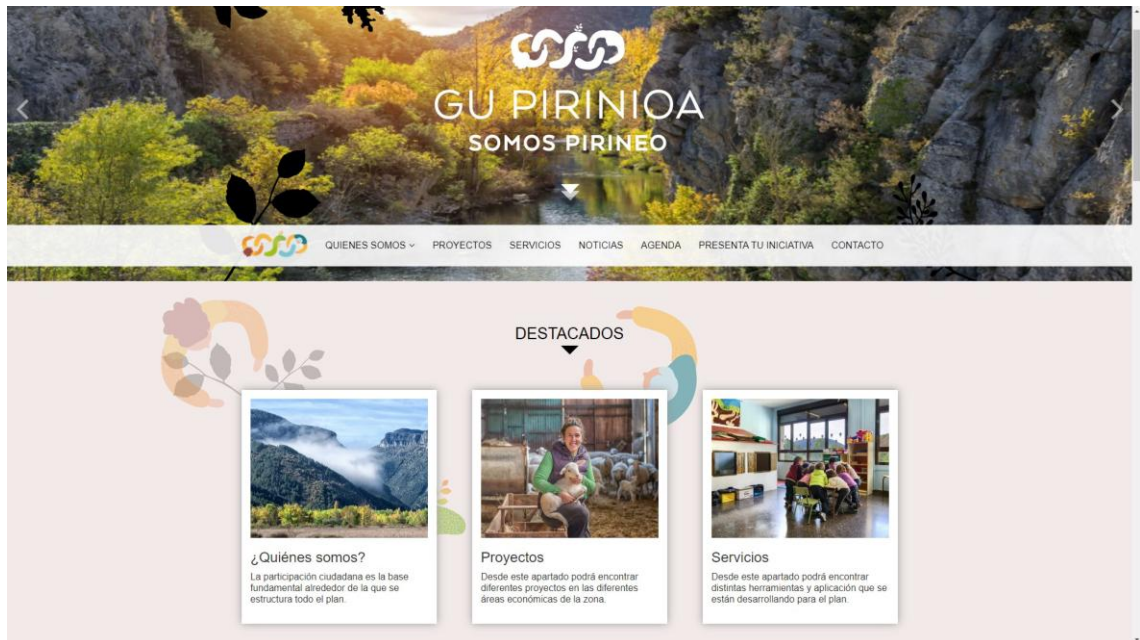 GU PIRINIOA
SOMOS PIRINEO
QUIENES SOMOS PROYECTOS SERVICIOS NOTICIAS AGENDA PRESENTA TU INICIATIVA CONTACTO
DESTACADOS
¿Quiénes somos?
La participación ciudadana es la base
fundamental alrededor de la que se
estructura todo el plan.
Proyectos
Desde este apartado podrá encontrar
diferentes proyectos en las diferentes
áreas económicas de la zona.
Servicios
Desde este apartado podrá encontrar
distintas herramientas y aplicación que se
están desarrollando para el plan.